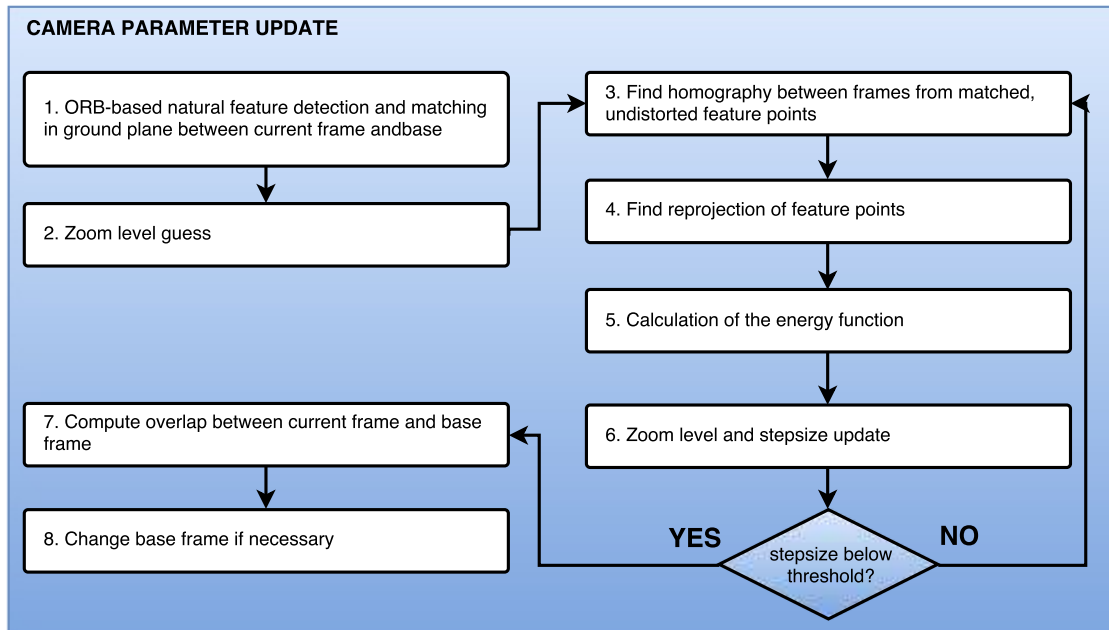 CAMERA PARAMETER UPDATE
1. ORB-based natural feature detection and matching
in ground plane between current frame andbase
2. Zoom level guess
3. Find homography between frames from matched,
undistorted feature points
4. Find reprojection of feature points
5. Calculation of the energy function
6. Zoom level and stepsize update
stepsize below
threshold?
YES
NO
7. Compute overlap between current frame and base
frame
8. Change base frame if necessary